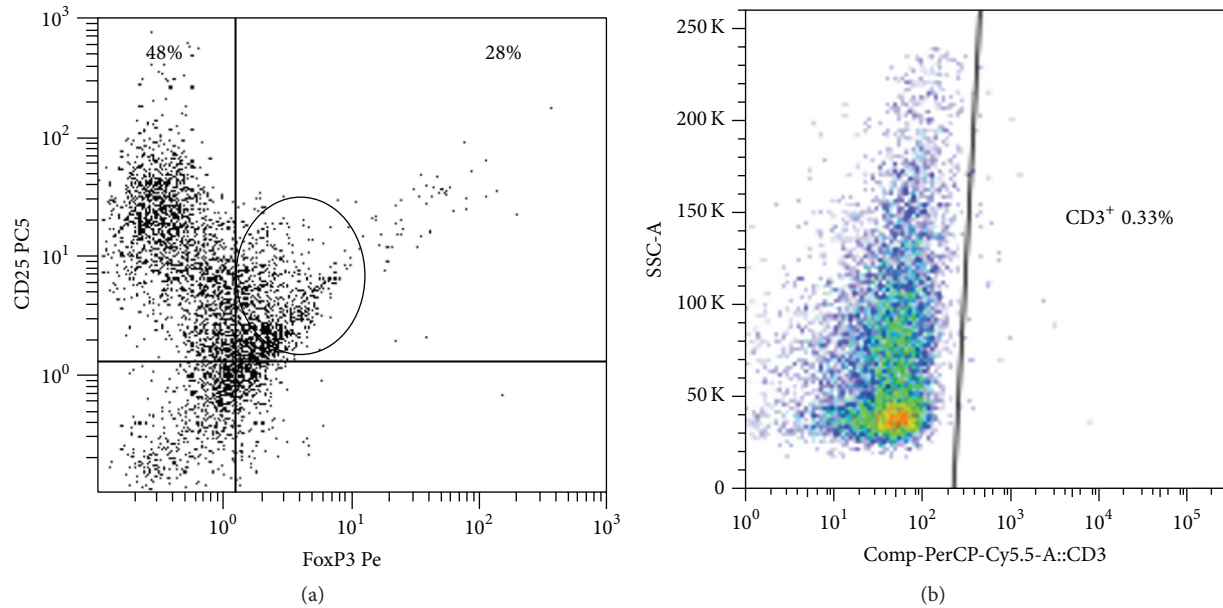 10³
10²
10¹
10⁰
CD25 PC5
48%
28%
10⁰
10¹
10²
10³
FoxP3 Pe
(a)
250 K
200 K
150 K
100 K
50 K
0
SSC-A
CD3⁺ 0.33%
10⁰
10¹
10²
10³
10⁴
10⁵
Comp-PerCP-Cy5.5-A::CD3
(b)